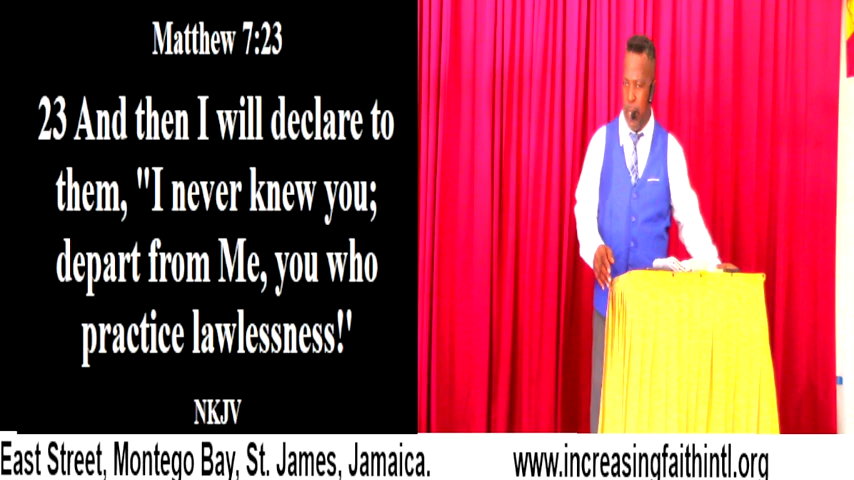 Matthew 7:23
23 And then I will declare to
them, "I never knew you;
depart from Me, you who
practice lawlessness!'
NKJV
East Street, Montego Bay, St. James, Jamaica.
www.increasingfaithintl.org